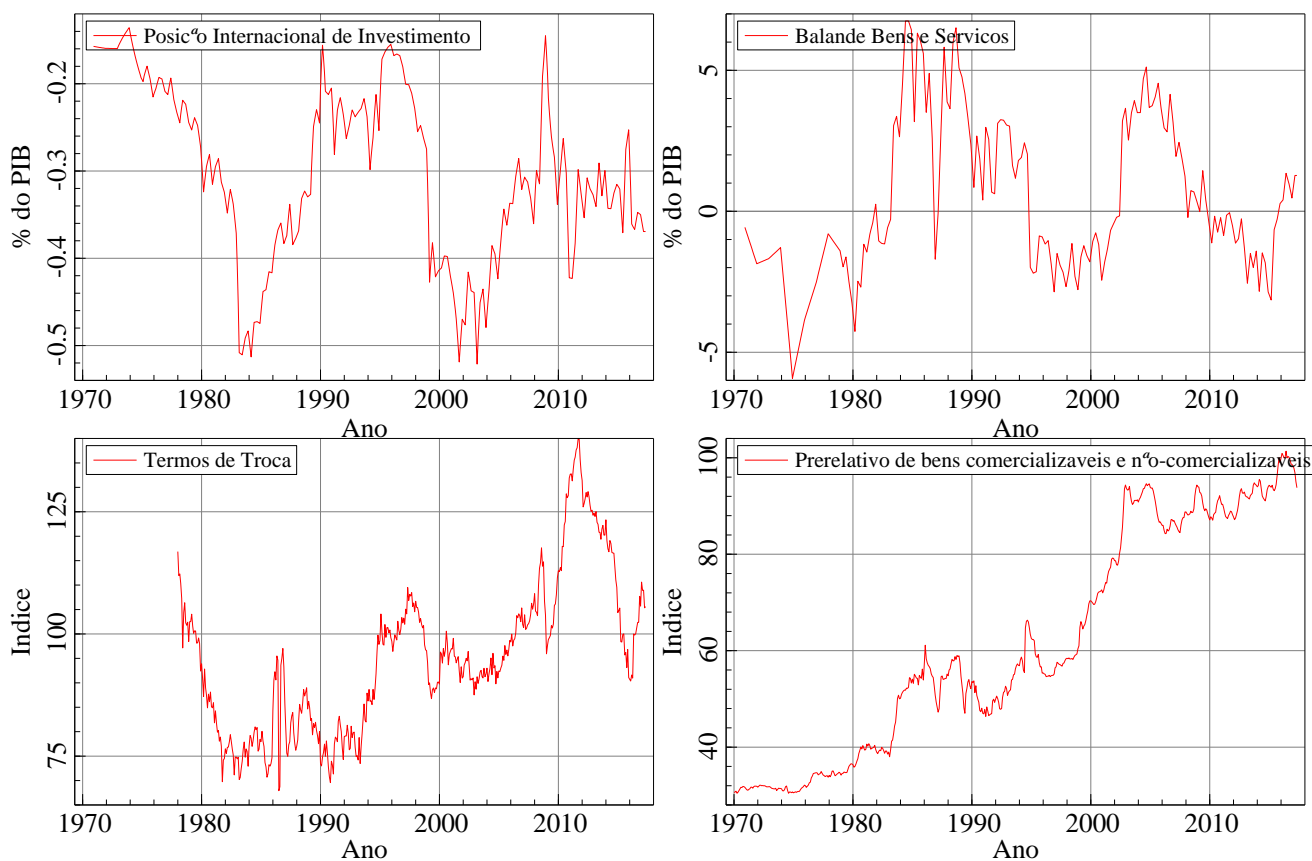 Posicªo Internacional de Investimento
% do PIB
-0.2
-0.3
-0.4
-0.5
1970 1980 1990 2000 2010
Ano
Balande Bens e Servicos
% do PIB
5
0
-5
1970 1980 1990 2000 2010
Ano
Termos de Troca
Indice
125
100
75
1970 1980 1990 2000 2010
Ano
Prerelativo de bens comercializaveis e nªo-comercializaveis
Indice
100
80
60
40
1970 1980 1990 2000 2010
Ano